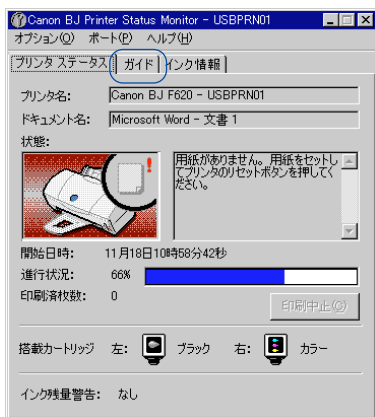 Canon BJ Printer Status Monitor - USBPRN01
オプション(O) ポート(P) ヘルプ(H)
プリンタ ステータス ガイド インク情報
プリンタ名: Canon BJ F620 - USBPRN01
ドキュメント名: Microsoft Word - 文書 1
状態:
用紙がありません。用紙をセットし
てプリンタのリセットボタンを押してく
ださい。
開始日時: 11月18日10時58分42秒
進行状況: 66%
印刷済枚数: 0
印刷中止(C)
搭載カートリッジ 左: ブラック 右: カラー
インク残量警告: なし